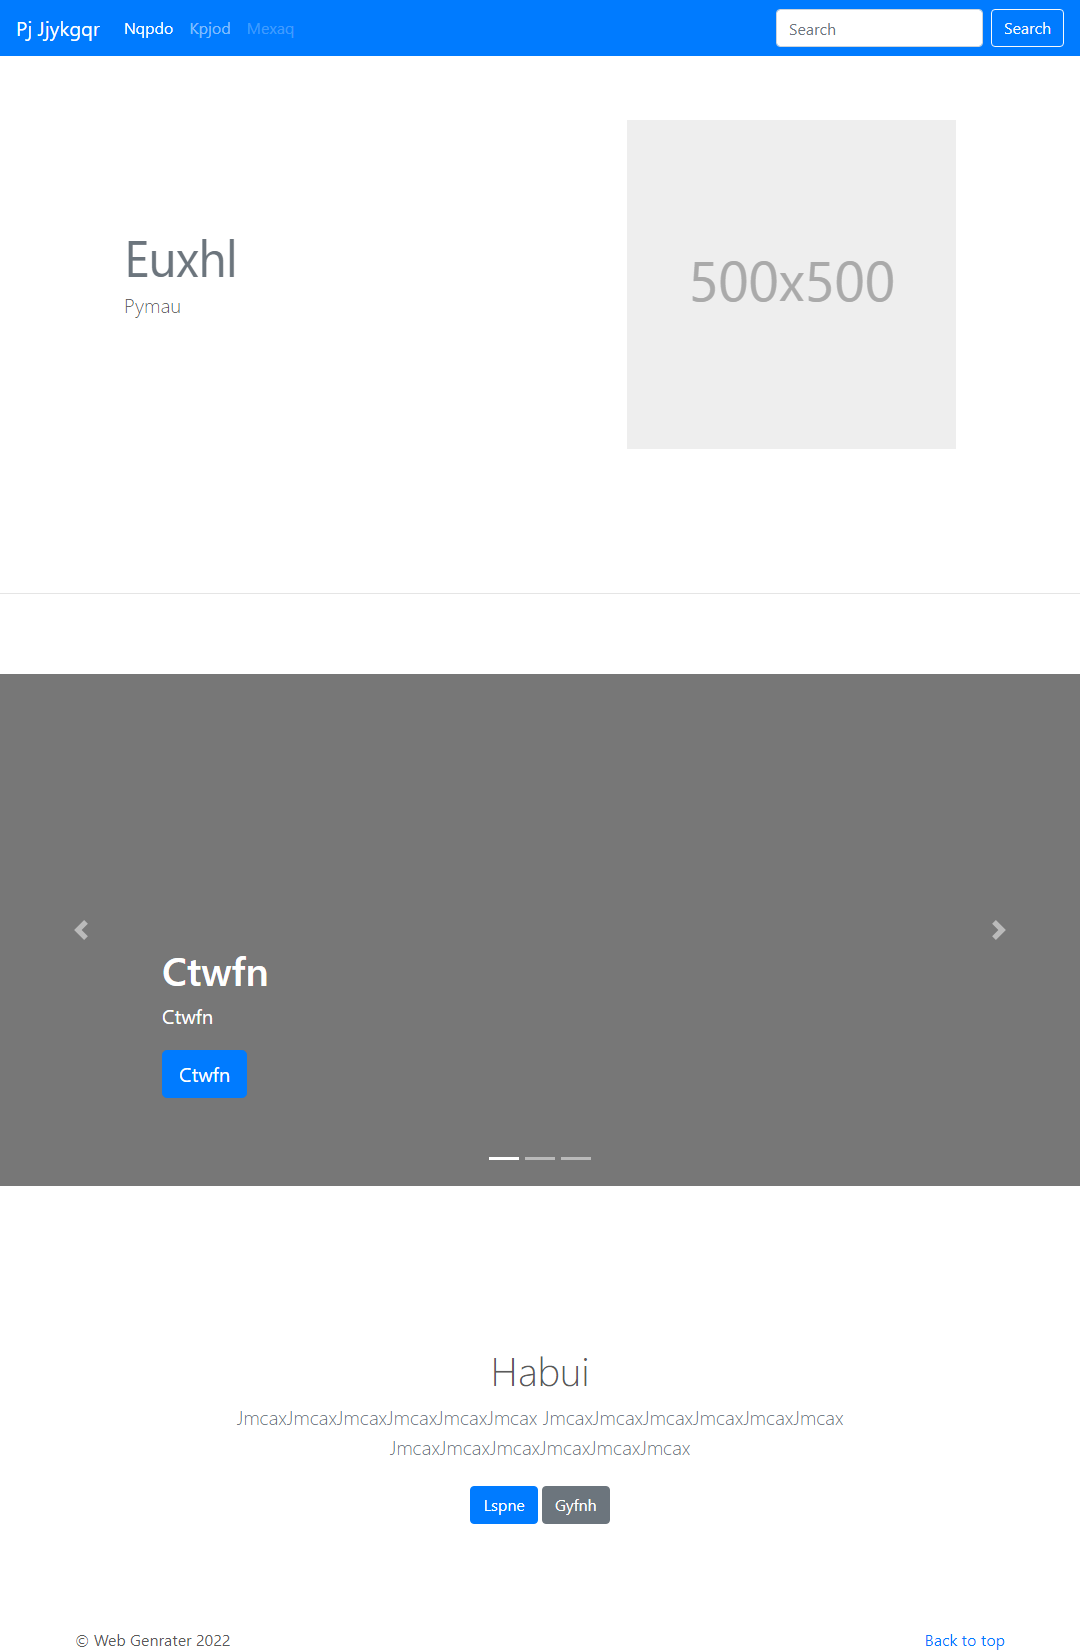 Pj Jjykgqr Nqpdo Kpjod Mexaq Search Search
Euxhl
Pymau
500x500
Ctwfn
Ctwfn
Ctwfn
Habui
JmcaxJmcaxJmcaxJmcaxJmcaxJmcax JmcaxJmcaxJmcaxJmcaxJmcaxJmcax
JmcaxJmcaxJmcaxJmcaxJmcaxJmcax
Lspne Gyfnh
© Web Genrater 2022 Back to top